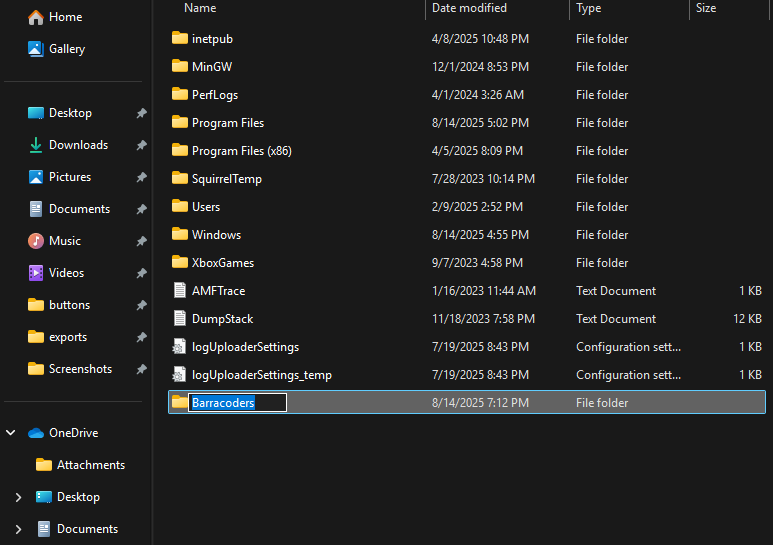 Name Date modified Type Size
Home
Gallery
Desktop
Downloads
Pictures
Documents
Music
Videos
buttons
exports
Screenshots
OneDrive
Attachments
Desktop
Documents
inetpub 4/8/2025 10:48 PM File folder
MinGW 12/1/2024 8:53 PM File folder
PerfLogs 4/1/2024 3:26 AM File folder
Program Files 8/14/2025 5:02 PM File folder
Program Files (x86) 4/5/2025 8:09 PM File folder
SquirrelTemp 7/28/2023 10:14 PM File folder
Users 2/9/2025 2:52 PM File folder
Windows 8/14/2025 4:55 PM File folder
XboxGames 9/7/2023 4:58 PM File folder
AMFTrace 1/16/2023 11:44 AM Text Document 1 KB
DumpStack 11/18/2023 7:58 PM Text Document 12 KB
logUploaderSettings 7/19/2025 8:43 PM Configuration sett... 1 KB
logUploaderSettings_temp 7/19/2025 8:43 PM Configuration sett... 1 KB
Barracoders 8/14/2025 7:12 PM File folder